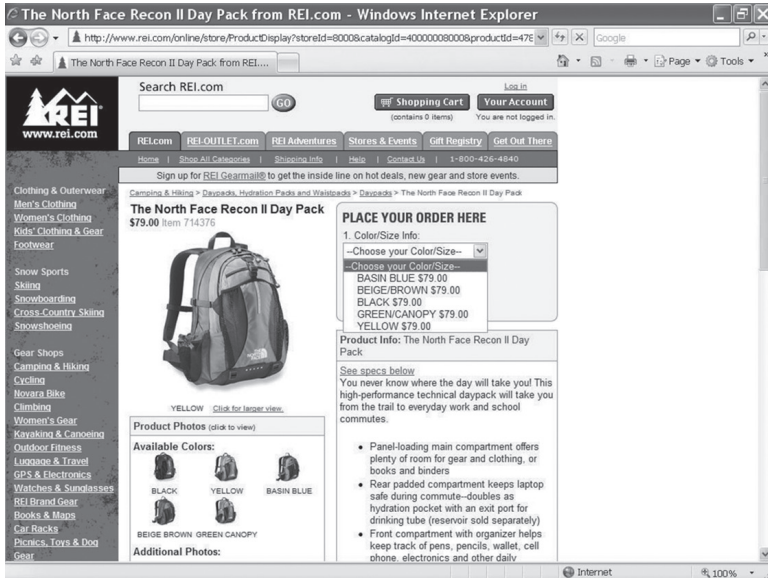 The North Face Recon II Day Pack from REI.com - Windows Internet Explorer
http://www.rei.com/online/store/ProductDisplay?storeId=8000&catalogId=40000008000&productId=478
Google
The North Face Recon II Day Pack from REI....
Page
Tools
REI
www.rei.com
Search REI.com
GO
Log in
Shopping Cart
Your Account
(contains 0 items)
You are not logged in.
REI.com
REI-OUTLET.com
REI Adventures
Stores & Events
Gift Registry
Get Out There
Home | Shop All Categories | Shipping Info | Help | Contact Us | 1-800-426-4840
Sign up for REI Gearmail® to get the inside line on hot deals, new gear and store events.
Clothing & Outerwear
Men's Clothing
Women's Clothing
Kids' Clothing & Gear
Footwear
Snow Sports
Skiing
Snowboarding
Cross-Country Skiing
Snowshoeing
Gear Shops
Camping & Hiking
Cycling
Novara Bike
Climbing
Women's Gear
Kayaking & Canoeing
Outdoor Fitness
Luggage & Travel
GPS & Electronics
Watches & Sunglasses
REI Brand Gear
Books & Maps
Car Racks
Picnics, Toys & Dog
Gear
Camping & Hiking > Daypacks, Hydration Packs and Waistpacks > Daypacks > The North Face Recon II Day Pack
The North Face Recon II Day Pack
$79.00 Item 714376
YELLOW Click for larger view.
Product Photos (click to view)
Available Colors:
BLACK
YELLOW
BASIN BLUE
BEIGE BROWN
GREEN CANOPY
Additional Photos:
PLACE YOUR ORDER HERE
1. Color/Size Info:
--Choose your Color/Size--
--Choose your Color/Size--
BASIN BLUE $79.00
BEIGE/BROWN $79.00
BLACK $79.00
GREEN/CANOPY $79.00
YELLOW $79.00
Product Info: The North Face Recon II Day
Pack
See specs below
You never know where the day will take you! This
high-performance technical daypack will take you
from the trail to everyday work and school
commutes.
• Panel-loading main compartment offers
plenty of room for gear and clothing, or
books and binders
• Rear padded compartment keeps laptop
safe during commute--doubles as
hydration pocket with an exit port for
drinking tube (reservoir sold separately)
• Front compartment with organizer helps
keep track of pens, pencils, wallet, cell
phone, electronics and other daily
Internet
100%